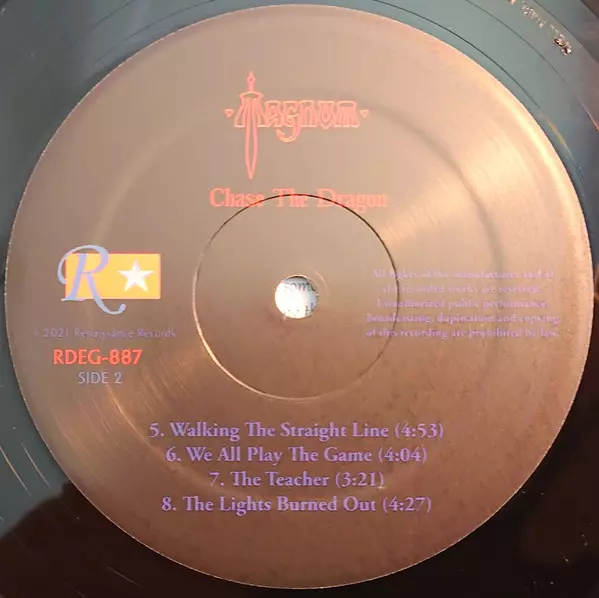 Magnum
Chase The Dragon
R
All rights of the manufacturer and of
the recorded works are reserved.
Unauthorized public performance,
broadcasting, duplication and copying
of this recording are prohibited by law.
© 2021 Renaissance Records
RDEG-887
SIDE 2
some
5. Walking The Straight Line (4:53)
6. We All Play The Game (4:04)
7. The Teacher (3:21)
8. The Lights Burned Out (4:27)